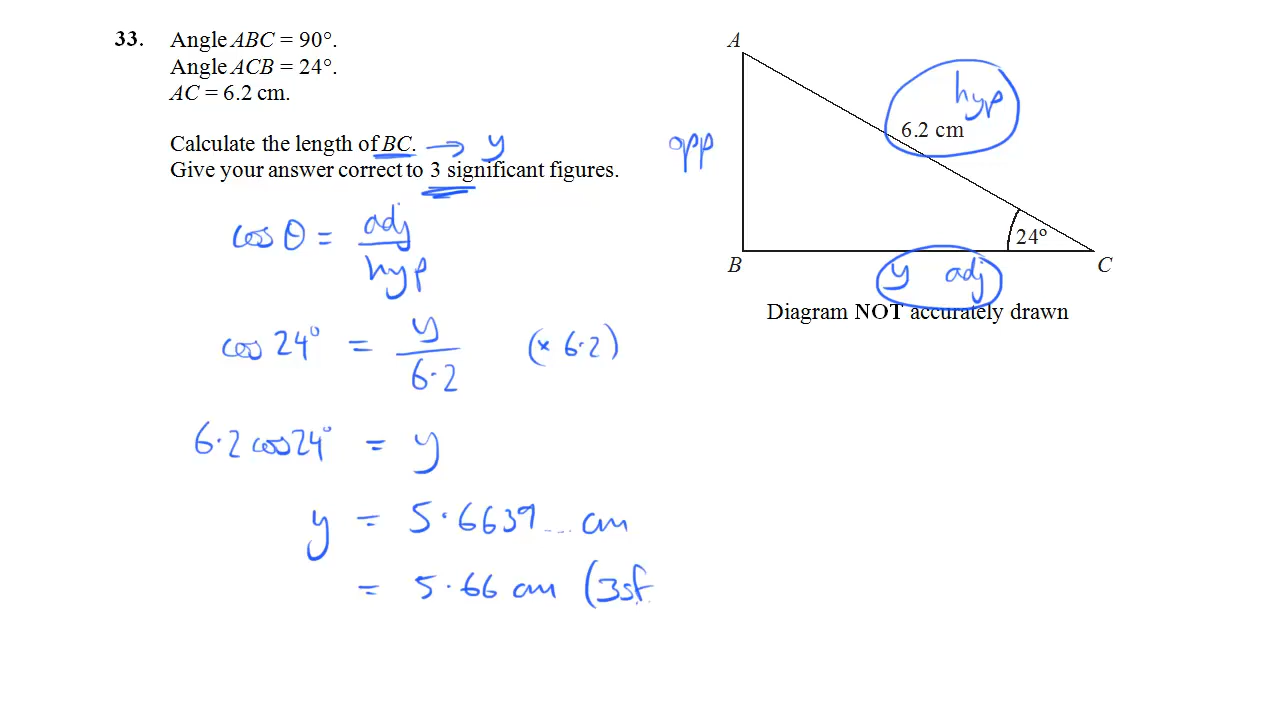 33. Angle ABC = 90°.
Angle ACB = 24°.
AC = 6.2 cm.
Calculate the length of BC. → y
Give your answer correct to 3 significant figures.
cos θ = adj
hyp
cos 24° = y
6·2
(× 6·2)
6·2 cos 24° = y
y = 5·6639... cm
= 5·66 cm (3sf
A
opp
hyp
6.2 cm
24°
B
y adj
C
Diagram NOT accurately drawn